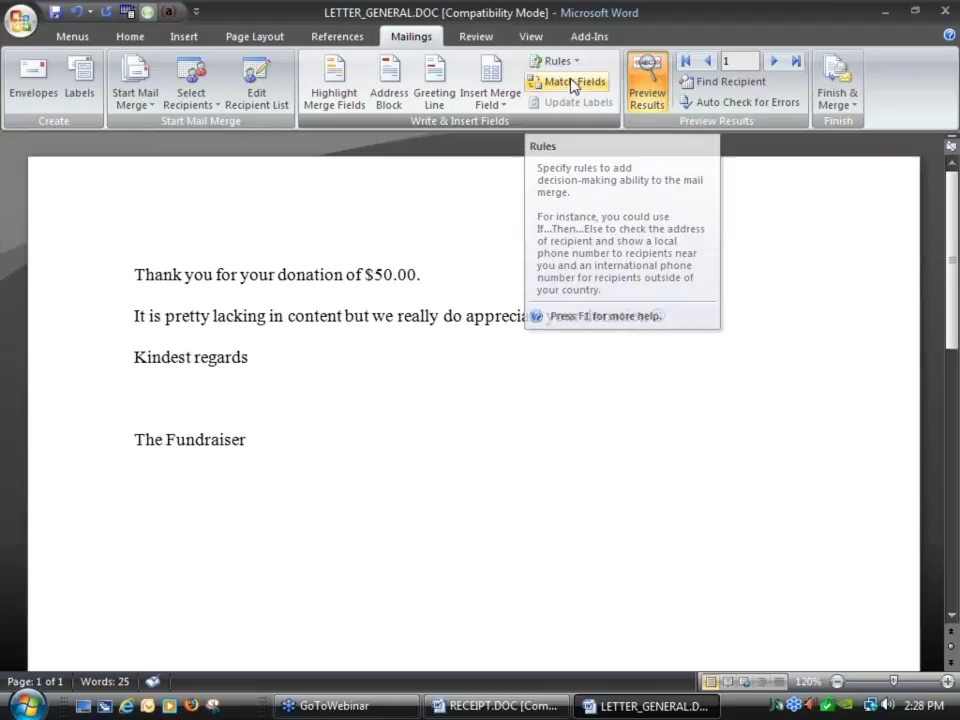 LETTER_GENERAL.DOC [Compatibility Mode] - Microsoft Word
Menus Home Insert Page Layout References Mailings Review View Add-Ins
Envelopes Labels
Create
Start Mail Merge
Select Recipients
Edit Recipient List
Start Mail Merge
Highlight Merge Fields
Address Block
Greeting Line
Insert Merge Field
Rules
Match Fields
Update Labels
Write & Insert Fields
ABC
Preview Results
1
Find Recipient
Auto Check for Errors
Preview Results
Finish & Merge
Finish
Rules
Specify rules to add
decision-making ability to the mail
merge.
For instance, you could use
If...Then...Else to check the address
of recipient and show a local
phone number to recipients near
you and an international phone
number for recipients outside of
your country.
Press F1 for more help.
Thank you for your donation of $50.00.
It is pretty lacking in content but we really do apprecia
Kindest regards
The Fundraiser
Page: 1 of 1 Words: 25 120%
GoToWebinar RECEIPT.DOC [Com... LETTER_GENERAL.D... 2:28 PM